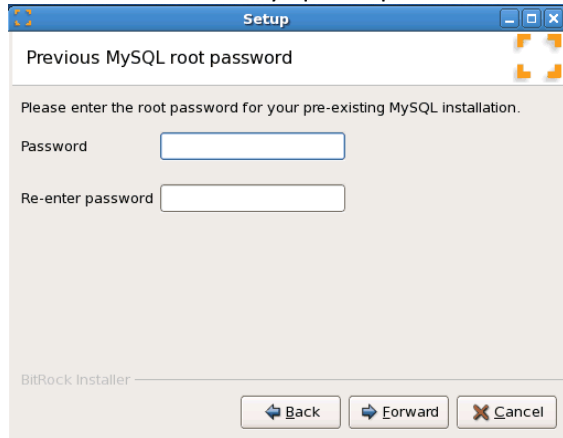 Setup
Previous MySQL root password
Please enter the root password for your pre-existing MySQL installation.
Password
Re-enter password
BitRock Installer
Back Forward Cancel